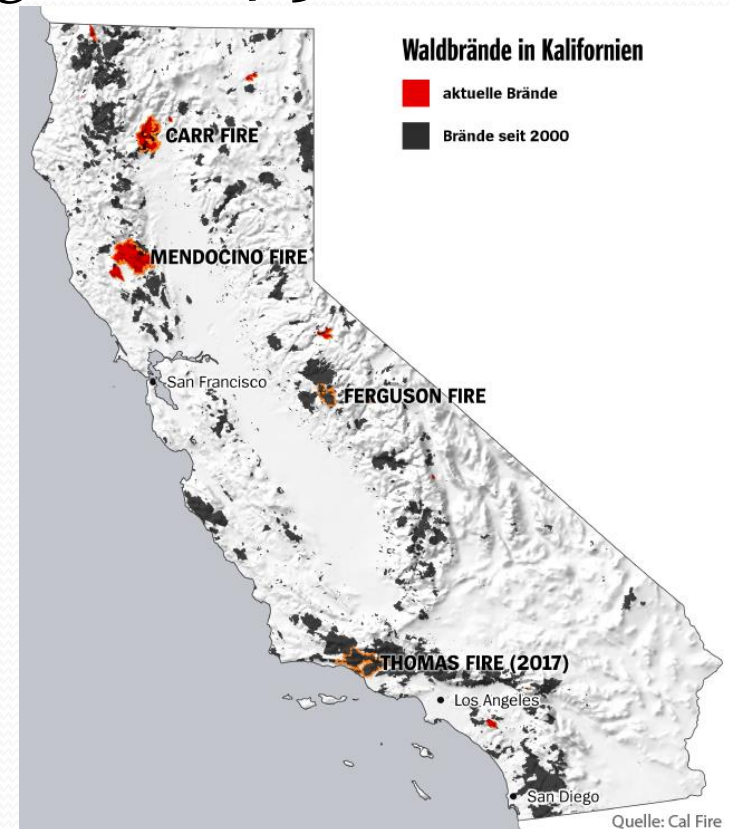 Waldbrände in Kalifornien
aktuelle Brände
Brände seit 2000
CARR FIRE
MENDOCINO FIRE
San Francisco
FERGUSON FIRE
THOMAS FIRE (2017)
Los Angeles
San Diego
Quelle: Cal Fire